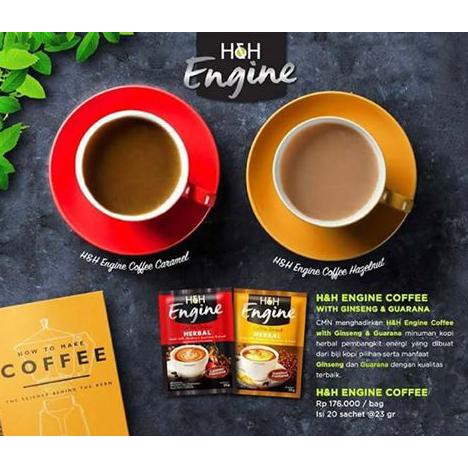 H&H
Engine
H&H Engine Coffee Caramel
H&H Engine Coffee Hazelnut
H&H
Engine
HERBAL
H&H
Engine
HERBAL
HOW TO MAKE
COFFEE
THE SCIENCE BEHIND THE BEAN
H&H ENGINE COFFEE
WITH GINSENG & GUARANA
CMN menghadirkan H&H Engine Coffee
with Ginseng & Guarana minuman kopi
herbal pembangkit energi yang dibuat
dari biji kopi pilihan serta manfaat
Ginseng dan Guarana dengan kualitas
terbaik.
H&H ENGINE COFFEE
Rp 176.000 / bag
Isi 20 sachet @23 gr